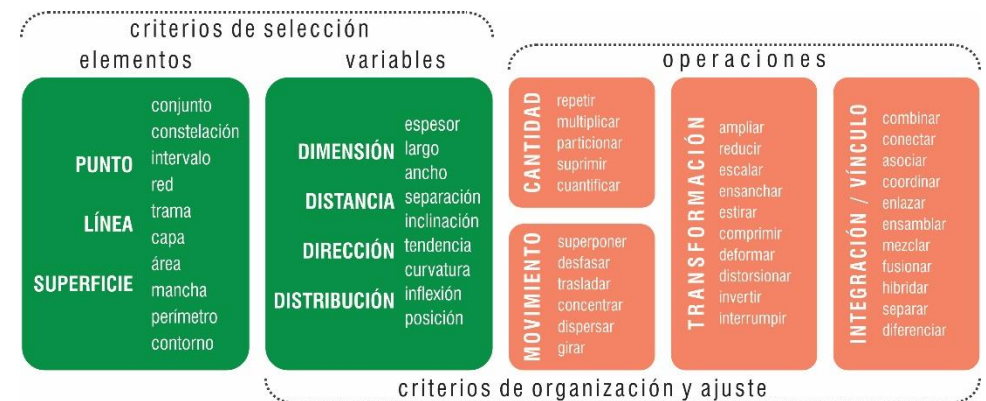 criterios de selección
elementos
variables
operaciones
PUNTO
LÍNEA
SUPERFICIE
conjunto
constelación
intervalo
red
trama
capa
área
mancha
perímetro
contorno
DIMENSIÓN
DISTANCIA
DIRECCIÓN
DISTRIBUCIÓN
espesor
largo
ancho
separación
inclinación
tendencia
curvatura
inflexión
posición
CANTIDAD
repetir
multiplicar
particionar
suprimir
cuantificar
MOVIMIENTO
superponer
desfasar
trasladar
concentrar
dispersar
girar
TRANSFORMACIÓN
ampliar
reducir
escalar
ensanchar
estirar
comprimir
deformar
distorsionar
invertir
interrumpir
INTEGRACIÓN / VÍNCULO
combinar
conectar
asociar
coordinar
enlazar
ensamblar
mezclar
fusionar
hibridar
separar
diferenciar
criterios de organización y ajuste